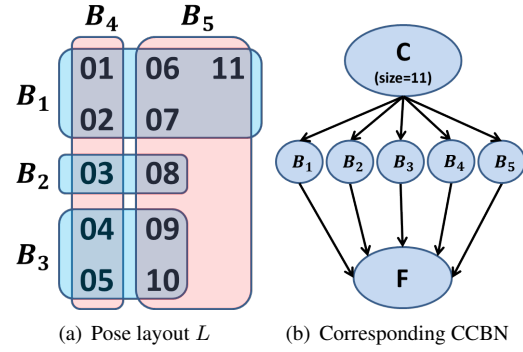 B₄ B₅
B₁
01 06 11
02 07
B₂
03 08
B₃
04 09
05 10
(a) Pose layout L
C
(size=11)
B₁ B₂ B₃ B₄ B₅
F
(b) Corresponding CCBN